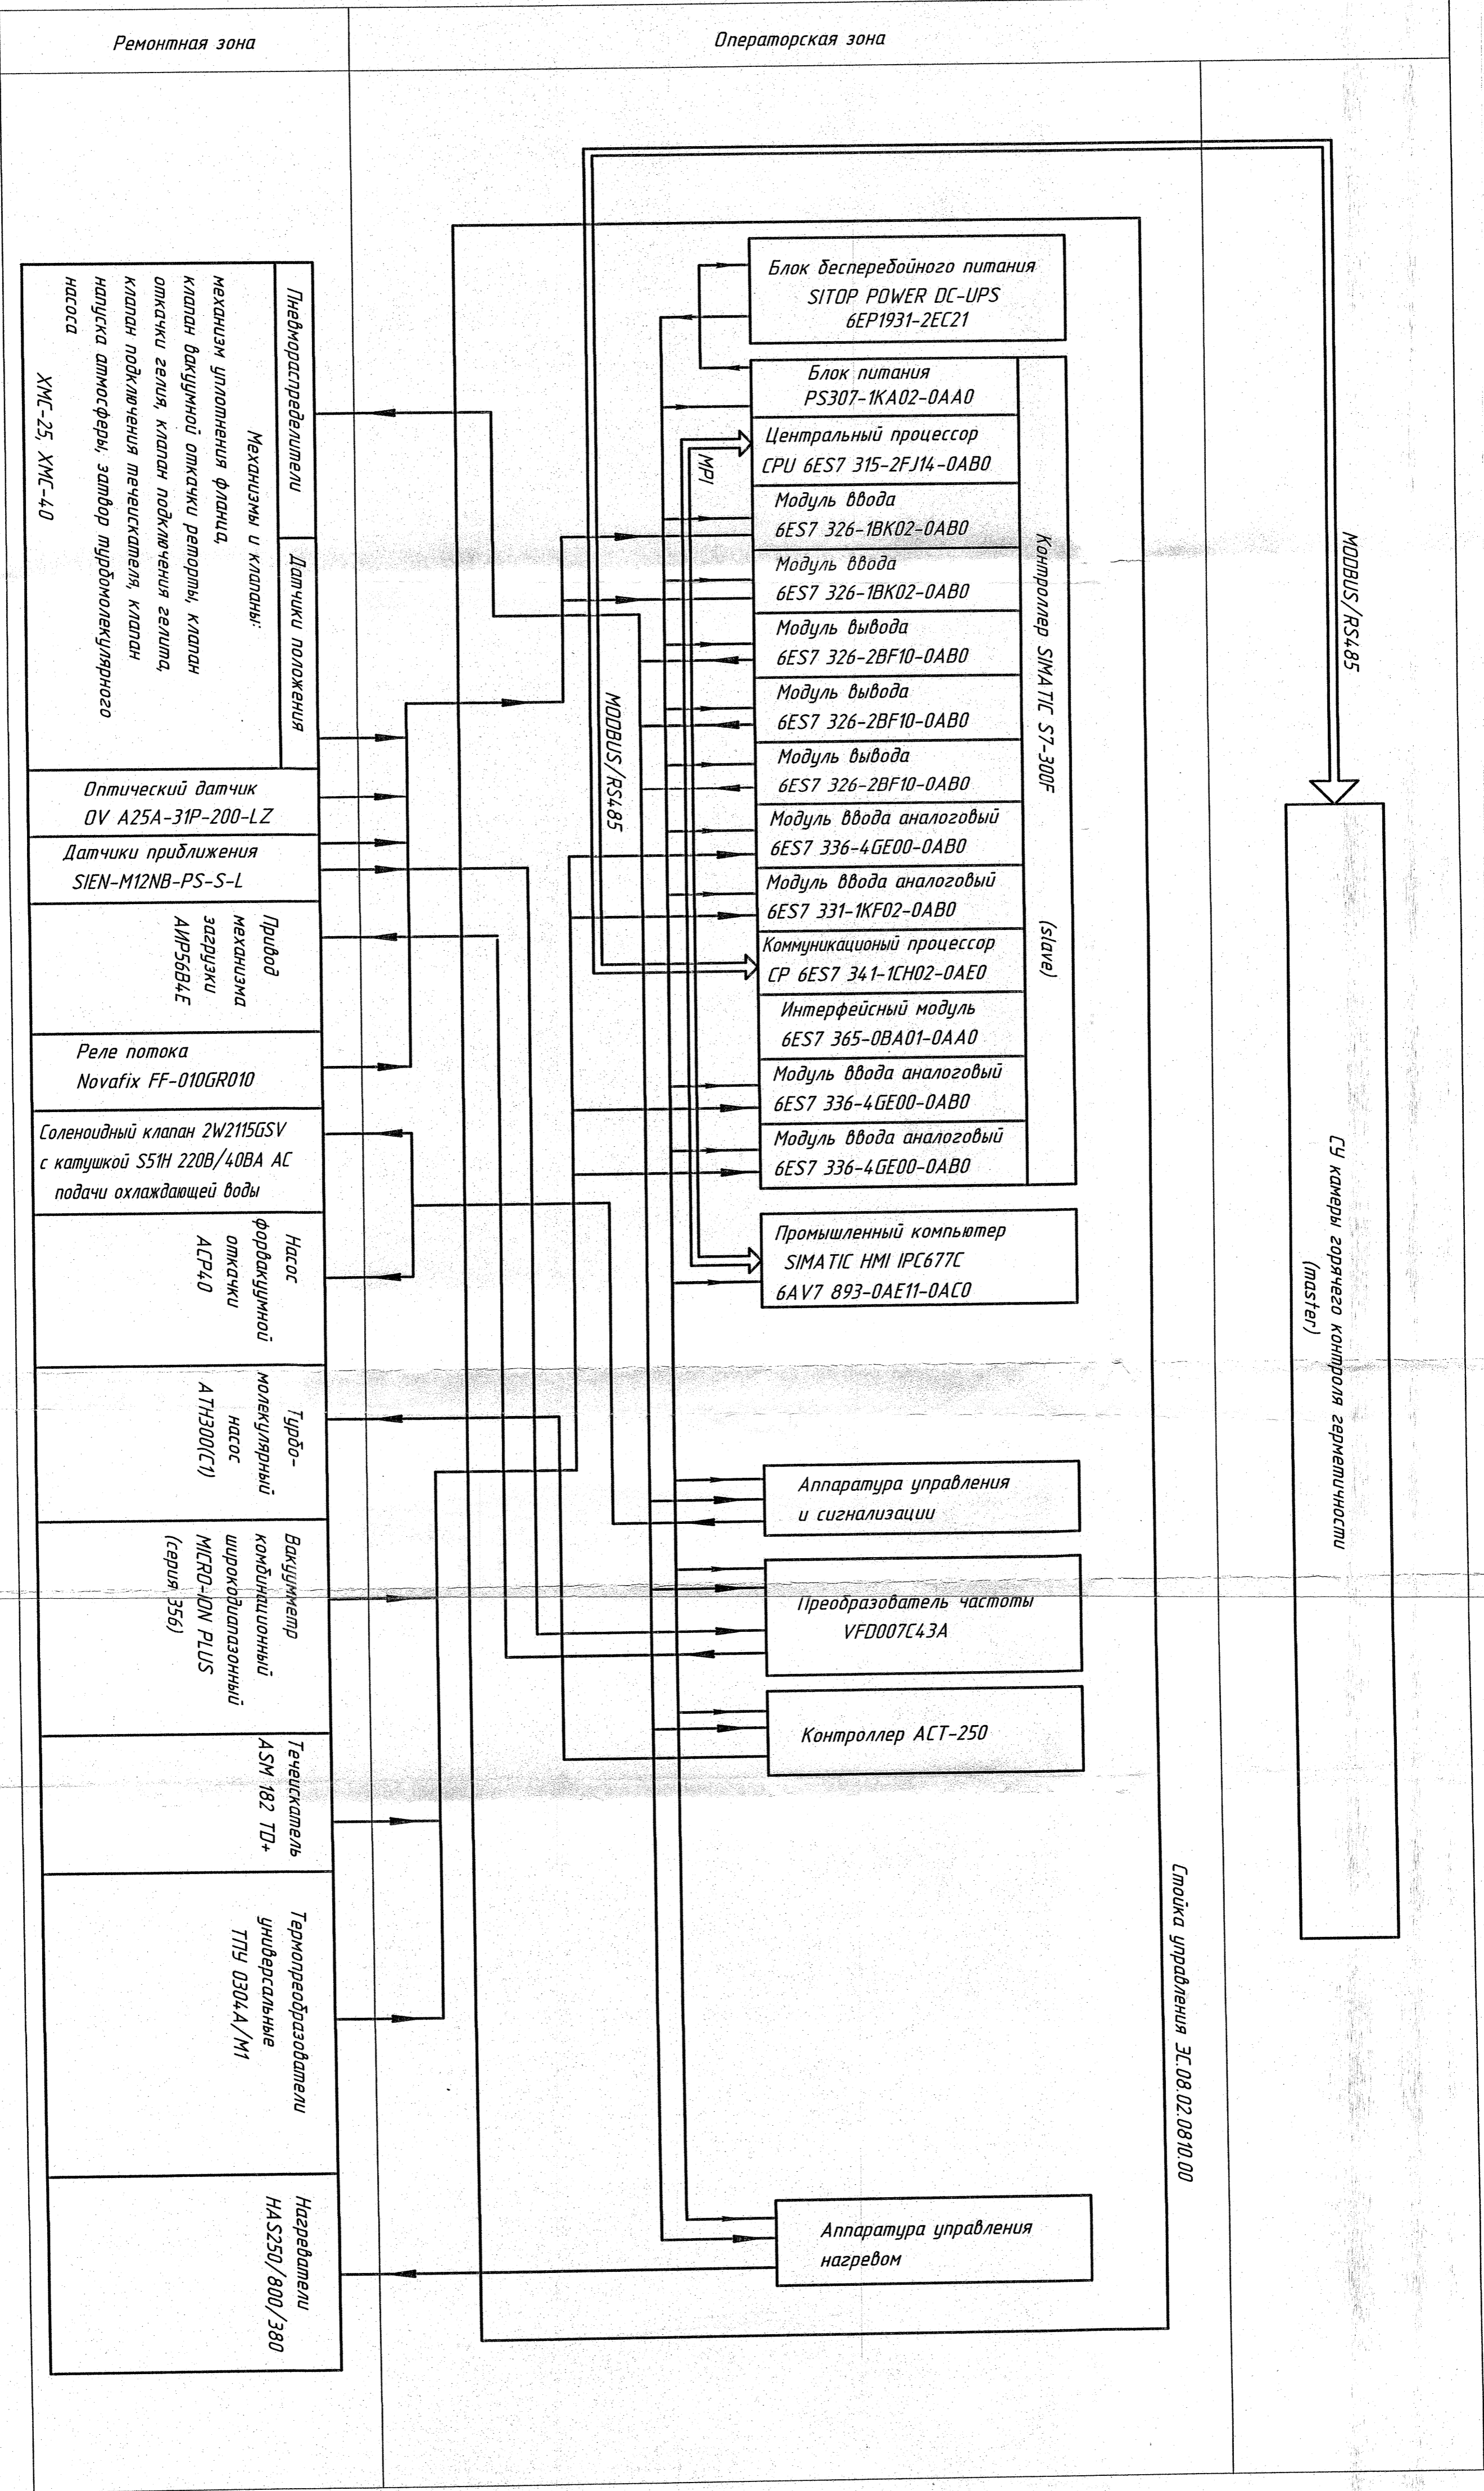 Ремонтная зона
Операторская зона
MODBUS/RS485
СУ камеры горячего контроля герметичности
(master)
Стойка управления ЭС.08.02.0810.00
Блок бесперебойного питания
SITOP POWER DC-UPS
6EP1931-2EC21
Контроллер SIMATIC S7-300F
(slave)
Блок питания
PS307-1KA02-0AA0
Центральный процессор
CPU 6ES7 315-2FJ14-0AB0
MPI
Модуль ввода
6ES7 326-1BK02-0AB0
Модуль ввода
6ES7 326-1BK02-0AB0
Модуль вывода
6ES7 326-2BF10-0AB0
Модуль вывода
6ES7 326-2BF10-0AB0
Модуль вывода
6ES7 326-2BF10-0AB0
Модуль ввода аналоговый
6ES7 336-4GE00-0AB0
Модуль ввода аналоговый
6ES7 331-1KF02-0AB0
Коммуникационый процессор
CP 6ES7 341-1CH02-0AE0
Интерфейсный модуль
6ES7 365-0BA01-0AA0
Модуль ввода аналоговый
6ES7 336-4GE00-0AB0
Модуль ввода аналоговый
6ES7 336-4GE00-0AB0
MODBUS/RS485
Промышленный компьютер
SIMATIC HMI IPC677C
6AV7 893-0AE11-0AC0
Аппаратура управления
и сигнализации
Преобразователь частоты
VFD007C43A
Контроллер ACT-250
Аппаратура управления
нагревом
Пневмораспределители
Датчики положения
Механизмы и клапаны:
механизм уплотнения фланца,
клапан вакуумной откачки реторты, клапан
откачки гелия, клапан подключения гелита,
клапан подключения течеискателя, клапан
напуска атмосферы, затвор турбомолекулярного
насоса
ХМС-25, ХМС-40
Оптический датчик
OV A25A-31P-200-LZ
Датчики приближения
SIEN-M12NB-PS-S-L
Привод
механизма
загрузки
АИР56В4Е
Реле потока
Novafix FF-010GR010
Соленоидный клапан 2W2115GSV
с катушкой S51H 220В/40ВА АС
подачи охлаждающей воды
Насос
форвакуумной
откачки
ACP40
Турбо-
молекулярный
насос
ATH300(C1)
Вакуумметр
комбинационный
широкодиапазонный
MICRO-ION PLUS
(серия 356)
Течеискатель
ASM 182 TD+
Термопреобразователи
универсальные
ТПУ 0304А/М1
Нагреватели
HAS250/800/380